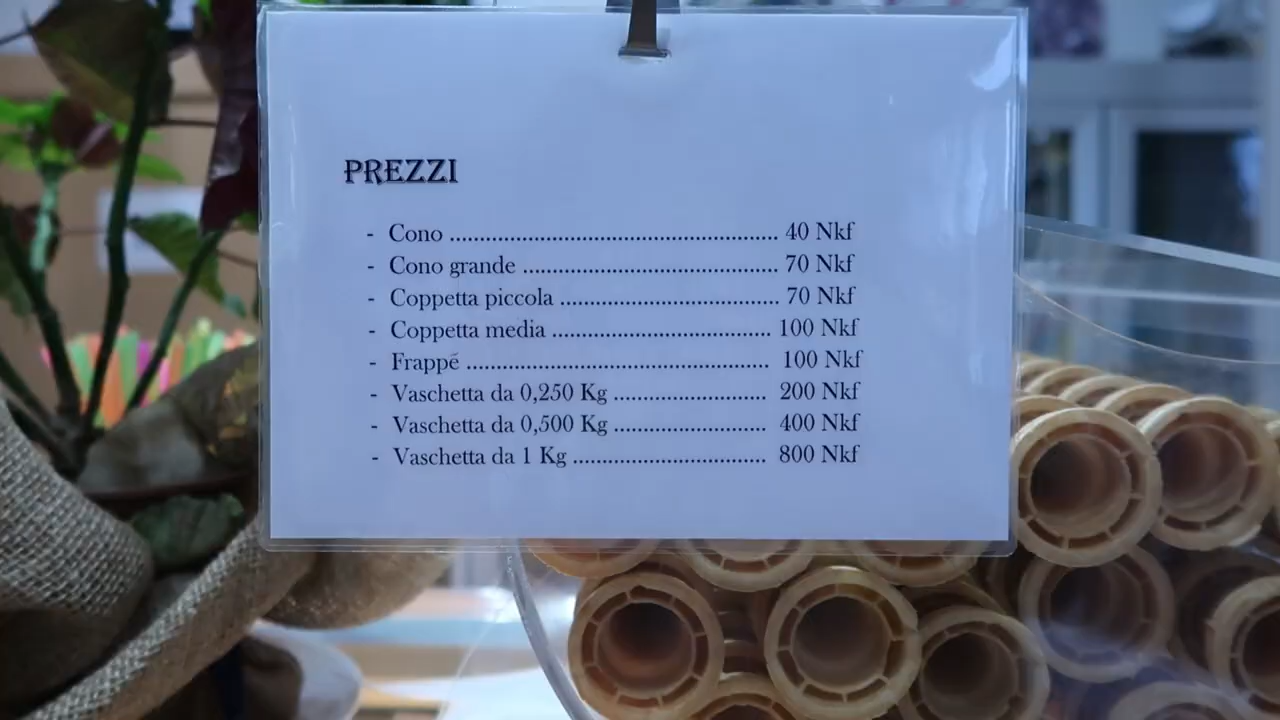 PREZZI
- Cono ........................................................ 40 Nkf
- Cono grande ........................................... 70 Nkf
- Coppetta piccola ..................................... 70 Nkf
- Coppetta media ..................................... 100 Nkf
- Frappé ................................................... 100 Nkf
- Vaschetta da 0,250 Kg .......................... 200 Nkf
- Vaschetta da 0,500 Kg .......................... 400 Nkf
- Vaschetta da 1 Kg ................................. 800 Nkf